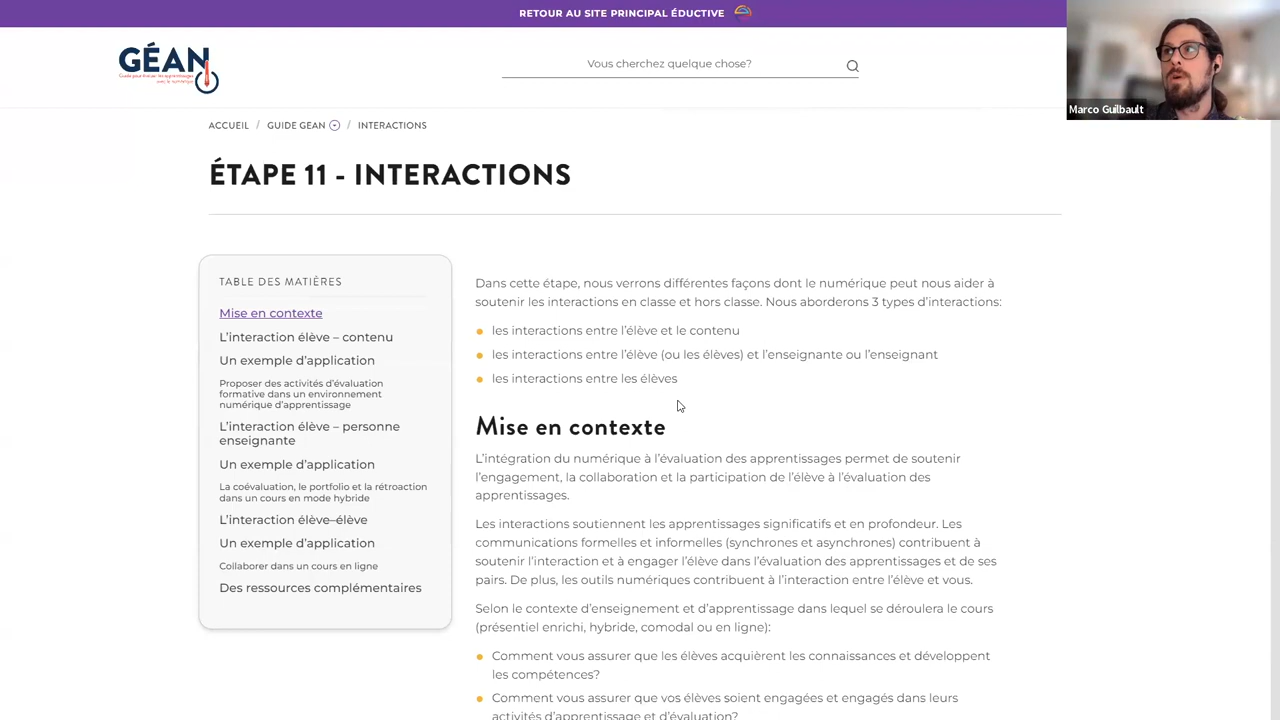 RETOUR AU SITE PRINCIPAL ÉDUCTIVE
GÉAN
Guide pour évaluer les apprentissages
avec le numérique
Vous cherchez quelque chose?
Marco Guilbault
ACCUEIL / GUIDE GEAN / INTERACTIONS
ÉTAPE 11 - INTERACTIONS
TABLE DES MATIÈRES
Mise en contexte
L'interaction élève – contenu
Un exemple d'application
Proposer des activités d'évaluation
formative dans un environnement
numérique d'apprentissage
L'interaction élève – personne
enseignante
Un exemple d'application
La coévaluation, le portfolio et la rétroaction
dans un cours en mode hybride
L'interaction élève–élève
Un exemple d'application
Collaborer dans un cours en ligne
Des ressources complémentaires
Dans cette étape, nous verrons différentes façons dont le numérique peut nous aider à
soutenir les interactions en classe et hors classe. Nous aborderons 3 types d'interactions:
les interactions entre l'élève et le contenu
les interactions entre l'élève (ou les élèves) et l'enseignante ou l'enseignant
les interactions entre les élèves
Mise en contexte
L'intégration du numérique à l'évaluation des apprentissages permet de soutenir
l'engagement, la collaboration et la participation de l'élève à l'évaluation des
apprentissages.
Les interactions soutiennent les apprentissages significatifs et en profondeur. Les
communications formelles et informelles (synchrones et asynchrones) contribuent à
soutenir l'interaction et à engager l'élève dans l'évaluation des apprentissages et de ses
pairs. De plus, les outils numériques contribuent à l'interaction entre l'élève et vous.
Selon le contexte d'enseignement et d'apprentissage dans lequel se déroulera le cours
(présentiel enrichi, hybride, comodal ou en ligne):
Comment vous assurer que les élèves acquièrent les connaissances et développent
les compétences?
Comment vous assurer que vos élèves soient engagées et engagés dans leurs
activités d'apprentissage et d'évaluation?